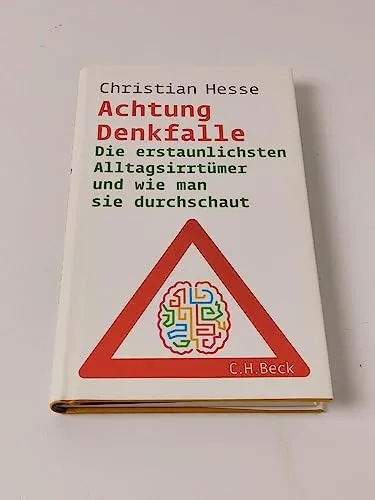 Christian Hesse
Achtung
Denkfalle
Die erstaunlichsten
Alltagsirrtümer
und wie man
sie durchschaut
C.H.Beck